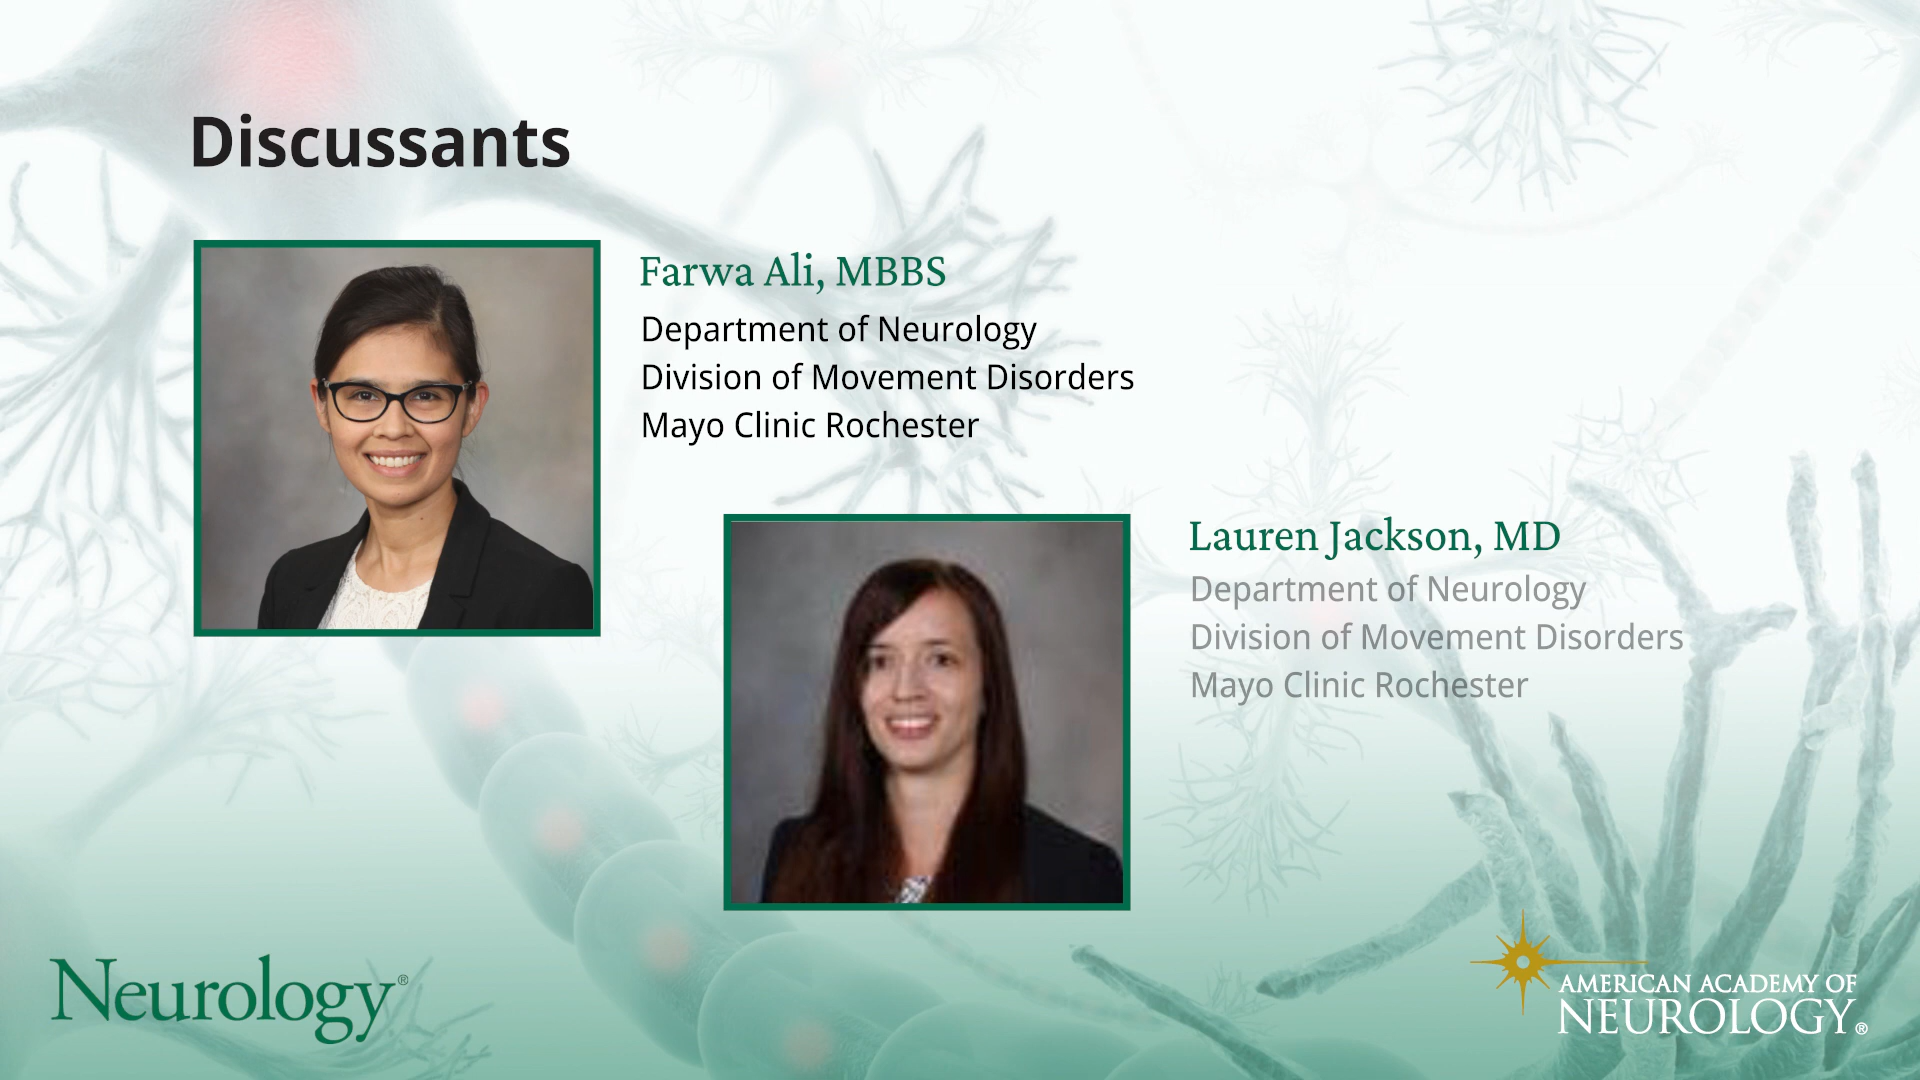 Discussants
Farwa Ali, MBBS
Department of Neurology
Division of Movement Disorders
Mayo Clinic Rochester
Lauren Jackson, MD
Department of Neurology
Division of Movement Disorders
Mayo Clinic Rochester
Neurology®
AMERICAN ACADEMY OF
NEUROLOGY®